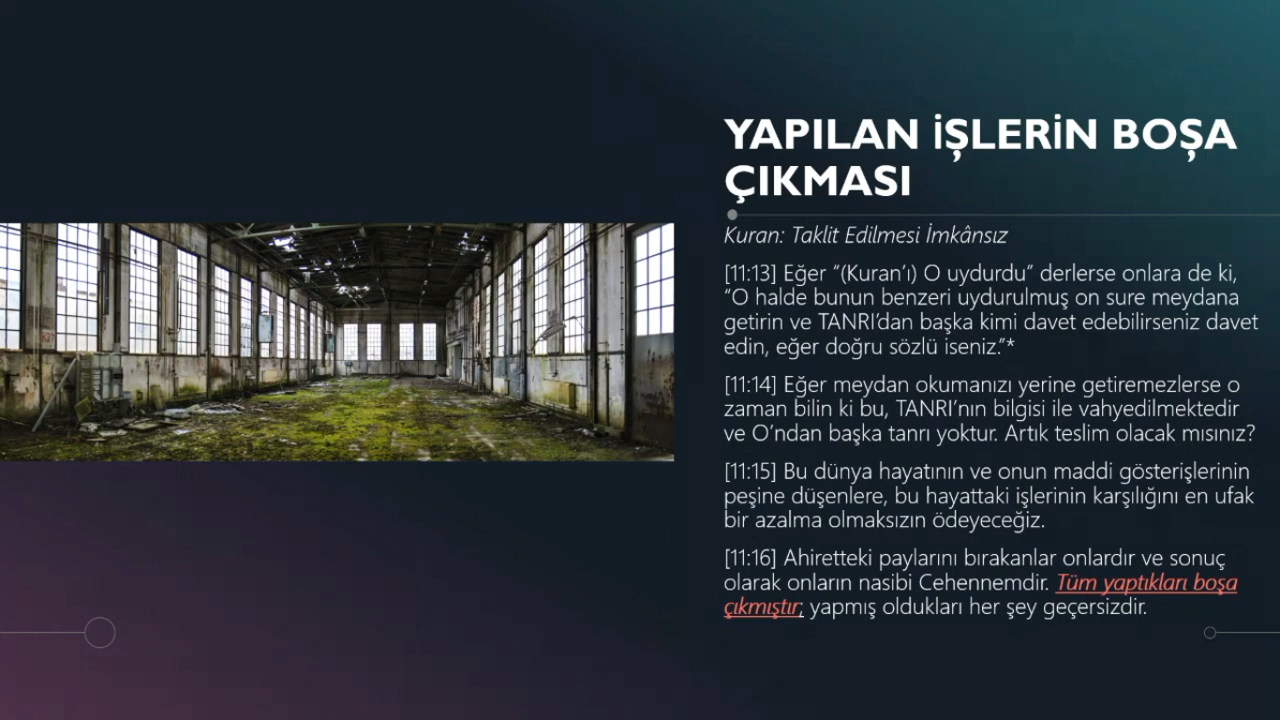 YAPILAN İŞLERİN BOŞA
ÇIKMASI
Kuran: Taklit Edilmesi İmkânsız
[11:13] Eğer “(Kuran’ı) O uydurdu” derlerse onlara de ki,
“O halde bunun benzeri uydurulmuş on sure meydana
getirin ve TANRI’dan başka kimi davet edebilirseniz davet
edin, eğer doğru sözlü iseniz.”*
[11:14] Eğer meydan okumanızı yerine getiremezlerse o
zaman bilin ki bu, TANRI’nın bilgisi ile vahyedilmektedir
ve O’ndan başka tanrı yoktur. Artık teslim olacak mısınız?
[11:15] Bu dünya hayatının ve onun maddi gösterişlerinin
peşine düşenlere, bu hayattaki işlerinin karşılığını en ufak
bir azalma olmaksızın ödeyeceğiz.
[11:16] Ahiretteki paylarını bırakanlar onlardır ve sonuç
olarak onların nasibi Cehennemdir. Tüm yaptıkları boşa
çıkmıştır; yapmış oldukları her şey geçersizdir.